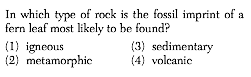 In which type of rock is the fossil imprint of a
fern leaf most likely to be found?
(1) igneous (3) sedimentary
(2) metamorphic (4) volcanic